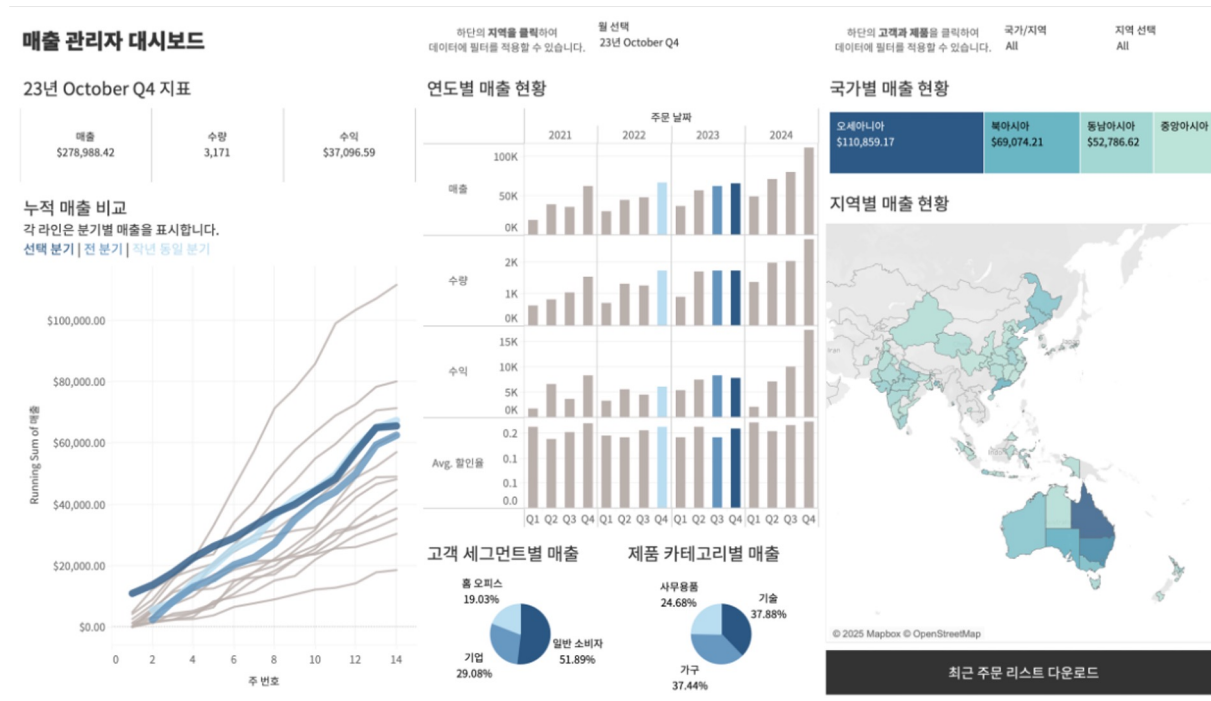 매출 관리자 대시보드
하단의 지역을 클릭하여
데이터에 필터를 적용할 수 있습니다.
월 선택
23년 October Q4
하단의 고객과 제품을 클릭하여
데이터에 필터를 적용할 수 있습니다.
국가/지역
All
지역 선택
All
23년 October Q4 지표
매출
$278,988.42
수량
3,171
수익
$37,096.59
누적 매출 비교
각 라인은 분기별 매출을 표시합니다.
선택 분기 | 전 분기 | 작년 동일 분기
$100,000.00
$80,000.00
$60,000.00
$40,000.00
$20,000.00
$0.00
Running Sum of 매출
0 2 4 6 8 10 12 14
주 번호
연도별 매출 현황
주문 날짜
2021 2022 2023 2024
매출
100K
50K
0K
수량
2K
1K
0K
수익
15K
10K
5K
0K
Avg. 할인율
0.2
0.1
0.1
0.0
Q1 Q2 Q3 Q4 Q1 Q2 Q3 Q4 Q1 Q2 Q3 Q4 Q1 Q2 Q3 Q4
고객 세그먼트별 매출
홈 오피스
19.03%
일반 소비자
51.89%
기업
29.08%
제품 카테고리별 매출
사무용품
24.68%
기술
37.88%
가구
37.44%
국가별 매출 현황
오세아니아
$110,859.17
북아시아
$69,074.21
동남아시아
$52,786.62
중앙아시아
지역별 매출 현황
© 2025 Mapbox © OpenStreetMap
최근 주문 리스트 다운로드